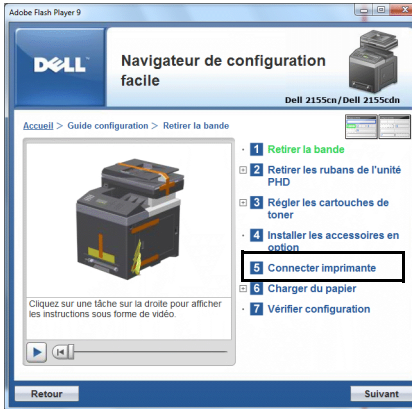 Adobe Flash Player 9
DELL
Navigateur de configuration
facile
Dell 2155cn/Dell 2155cdn
Accueil > Guide configuration > Retirer la bande
1 Retirer la bande
2 Retirer les rubans de l'unité
PHD
3 Régler les cartouches de
toner
4 Installer les accessoires en
option
5 Connecter imprimante
6 Charger du papier
7 Vérifier configuration
Cliquez sur une tâche sur la droite pour afficher
les instructions sous forme de vidéo.
Retour
Suivant